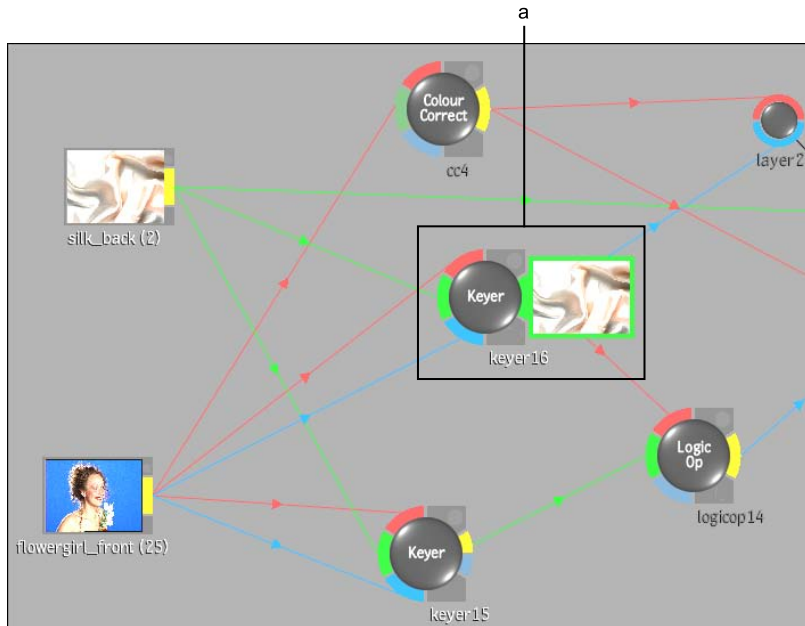 a
Colour
Correct
cc4
layer2
silk_back (2)
Keyer
keyer16
Logic
Op
logicop14
flowergirl_front (25)
Keyer
keyer15